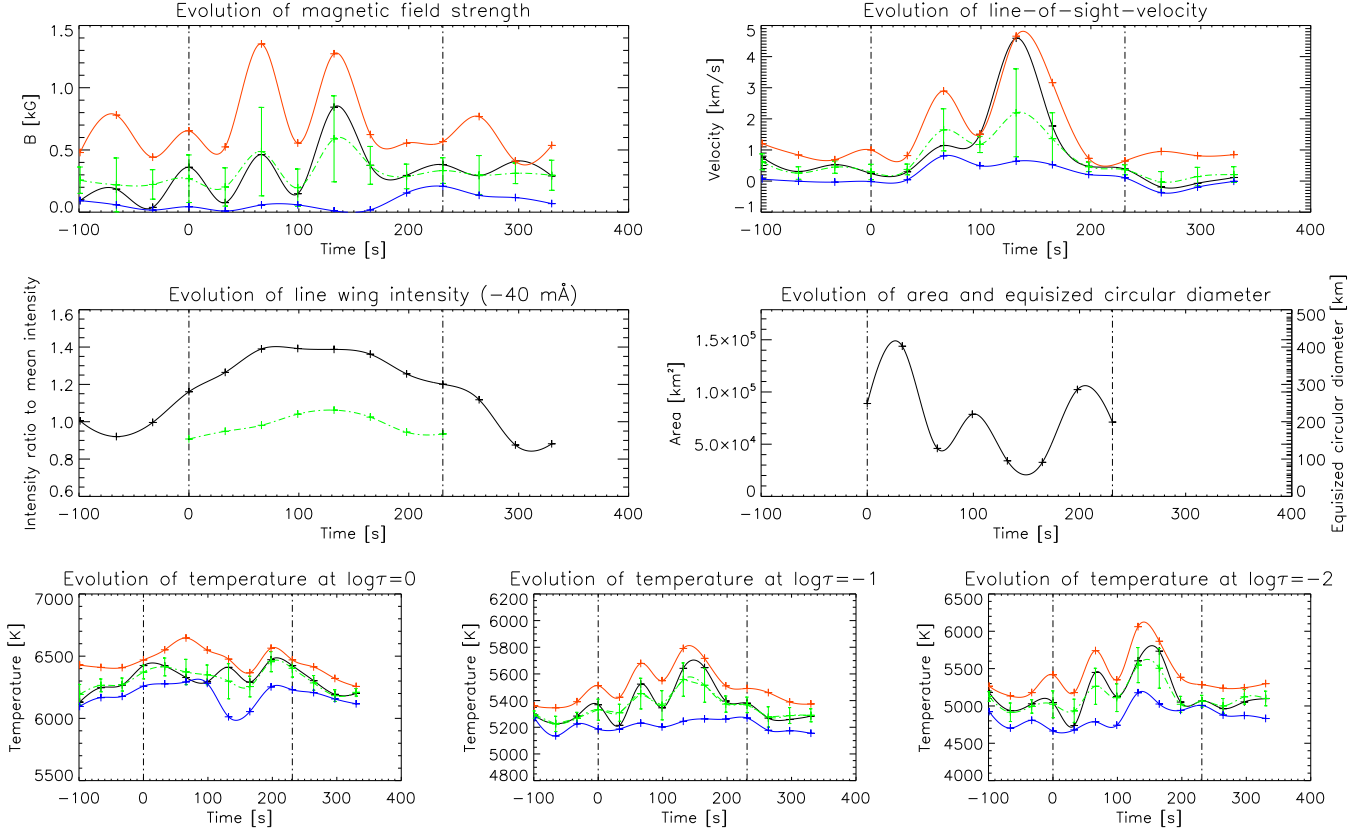 Evolution of magnetic field strength
B [kG]
1.5
1.0
0.5
0.0
-100 0 100 200 300 400
Time [s]
Evolution of line-of-sight-velocity
Velocity [km/s]
5
4
3
2
1
0
-1
-100 0 100 200 300 400
Time [s]
Evolution of line wing intensity (-40 mÅ)
Intensity ratio to mean intensity
1.6
1.4
1.2
1.0
0.8
0.6
-100 0 100 200 300 400
Time [s]
Evolution of area and equisized circular diameter
Area [km²]
1.5×10⁵
1.0×10⁵
5.0×10⁴
0
500
400
300
200
100
0
Equisized circular diameter [km]
-100 0 100 200 300 400
Time [s]
Evolution of temperature at logτ=0
Temperature [K]
7000
6500
6000
5500
-100 0 100 200 300 400
Time [s]
Evolution of temperature at logτ=-1
Temperature [K]
6200
6000
5800
5600
5400
5200
5000
4800
-100 0 100 200 300 400
Time [s]
Evolution of temperature at logτ=-2
Temperature [K]
6500
6000
5500
5000
4500
4000
-100 0 100 200 300 400
Time [s]